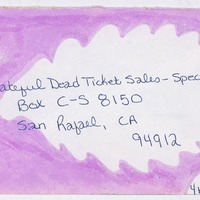 ateful Dead Ticket Sales - Spec
Box C-S 8150
San Rafael, CA
94912